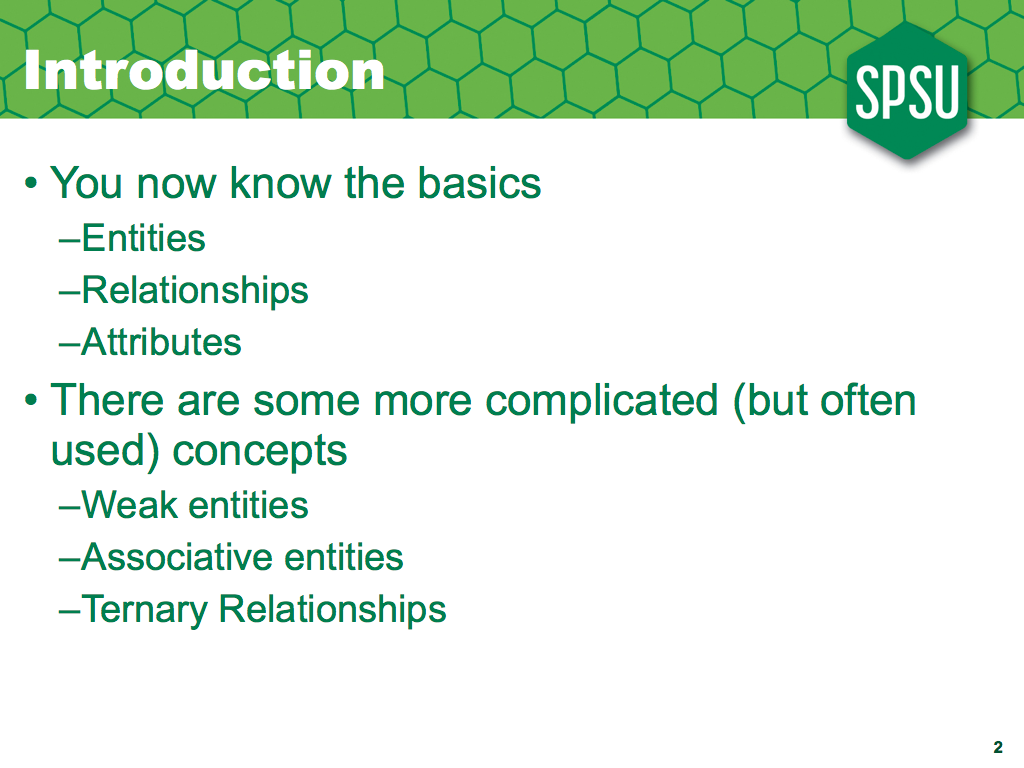 Introduction
SPSU
• You now know the basics
–Entities
–Relationships
–Attributes
• There are some more complicated (but often
used) concepts
–Weak entities
–Associative entities
–Ternary Relationships
2